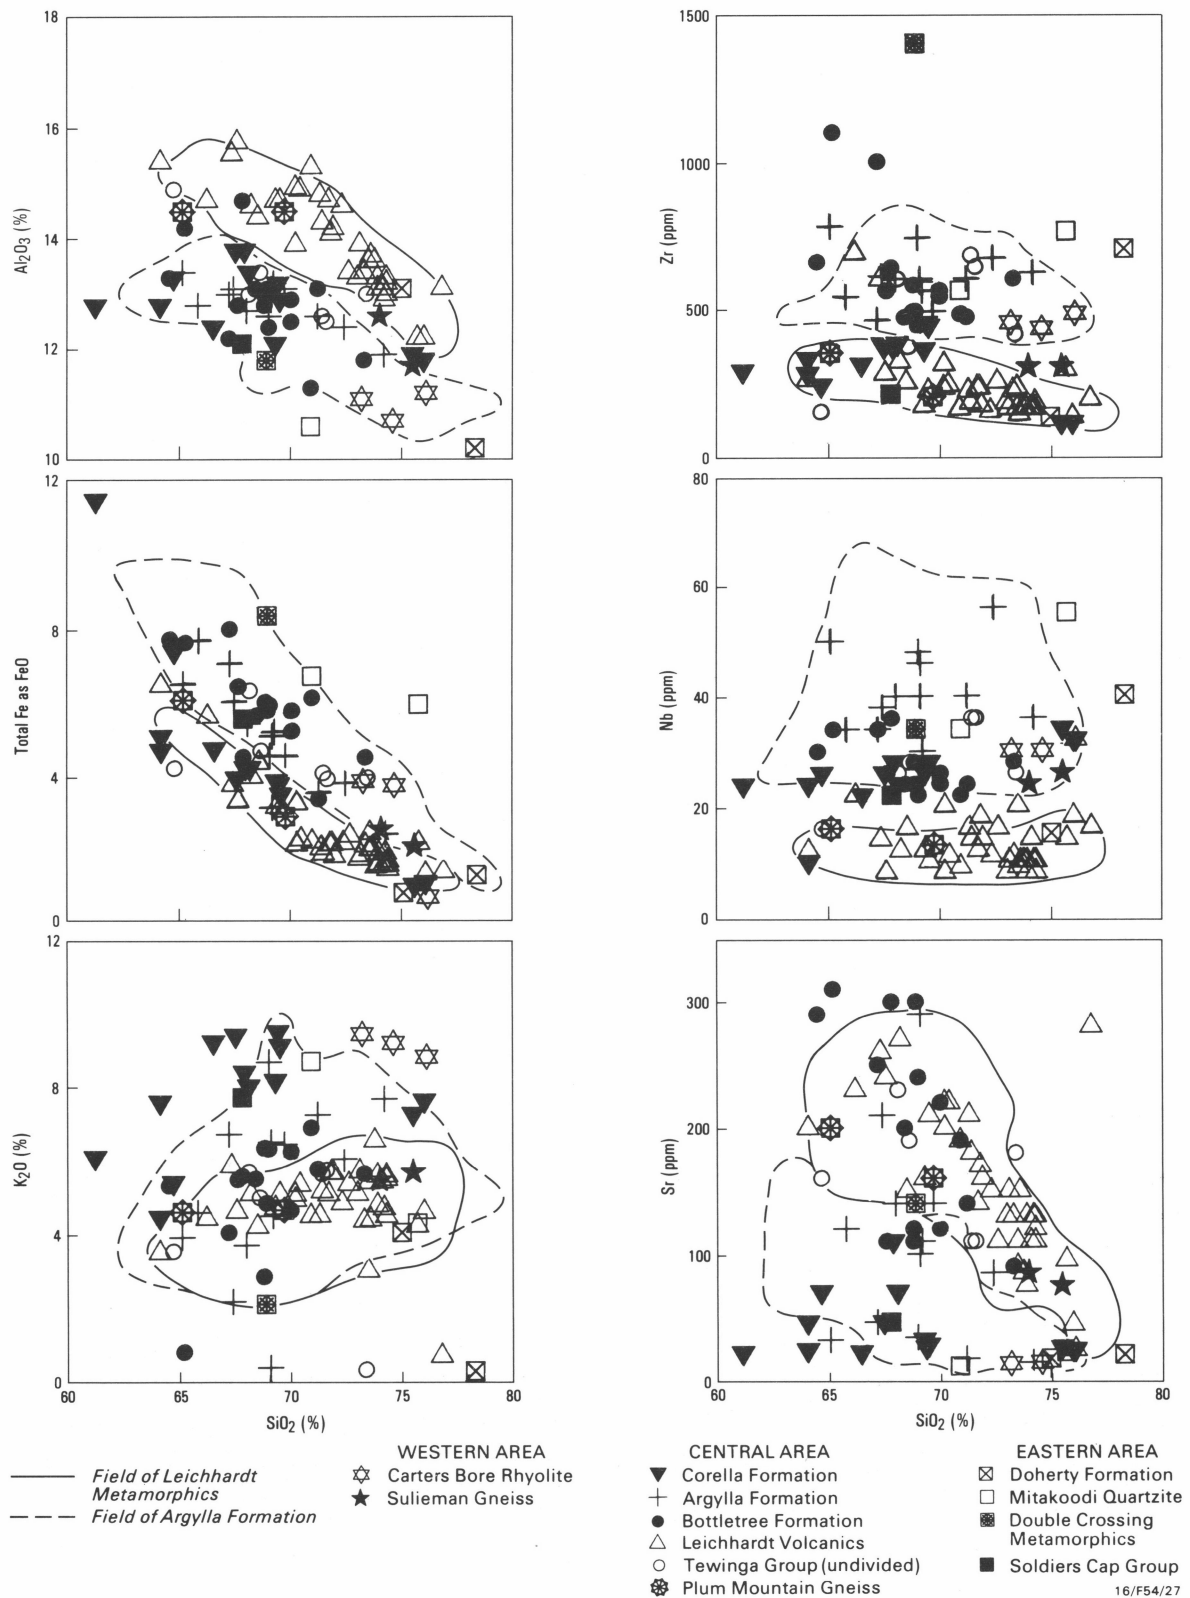 18
16
14
12
10
Al₂O₃ (%)
1500
1000
500
0
Zr (ppm)
12
8
4
0
Total Fe as FeO
80
60
40
20
0
Nb (ppm)
12
8
4
0
K₂O (%)
60 65 70 75 80
SiO₂ (%)
300
200
100
0
Sr (ppm)
60 65 70 75 80
SiO₂ (%)
Field of Leichhardt
Metamorphics
Field of Argylla Formation
WESTERN AREA
Carters Bore Rhyolite
Sulieman Gneiss
CENTRAL AREA
Corella Formation
Argylla Formation
Bottletree Formation
Leichhardt Volcanics
Tewinga Group (undivided)
Plum Mountain Gneiss
EASTERN AREA
Doherty Formation
Mitakoodi Quartzite
Double Crossing
Metamorphics
Soldiers Cap Group
16/F54/27